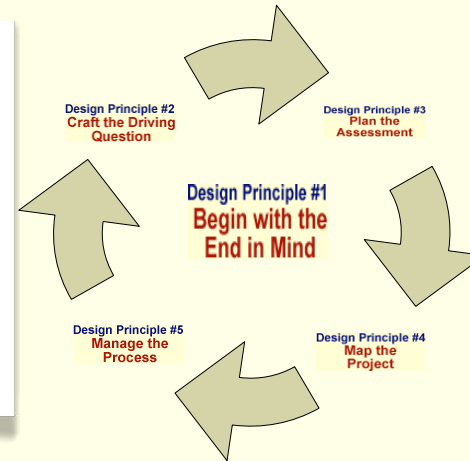 Design Principle #2
Craft the Driving
Question
Design Principle #3
Plan the
Assessment
Design Principle #1
Begin with the
End in Mind
Design Principle #5
Manage the
Process
Design Principle #4
Map the
Project